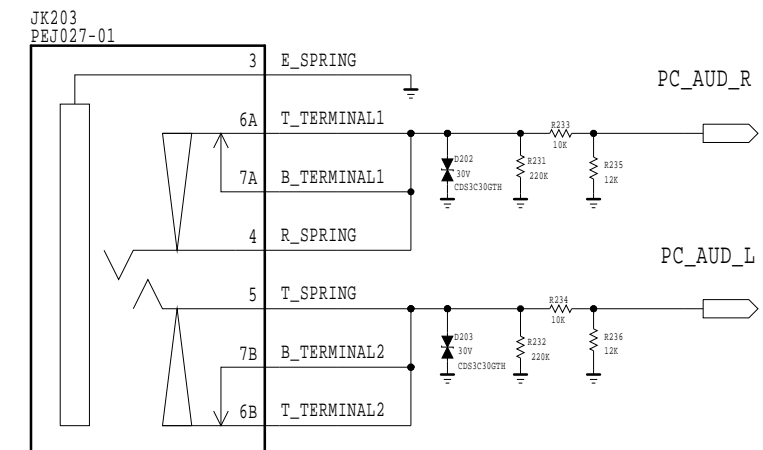 JK203
PEJ027-01
3 E_SPRING
PC_AUD_R
6A T_TERMINAL1
R233
10K
D202
30V
CDS3C30GTH
R231
220K
R235
12K
7A B_TERMINAL1
4 R_SPRING
PC_AUD_L
5 T_SPRING
R234
10K
D203
30V
CDS3C30GTH
R232
220K
R236
12K
7B B_TERMINAL2
6B T_TERMINAL2